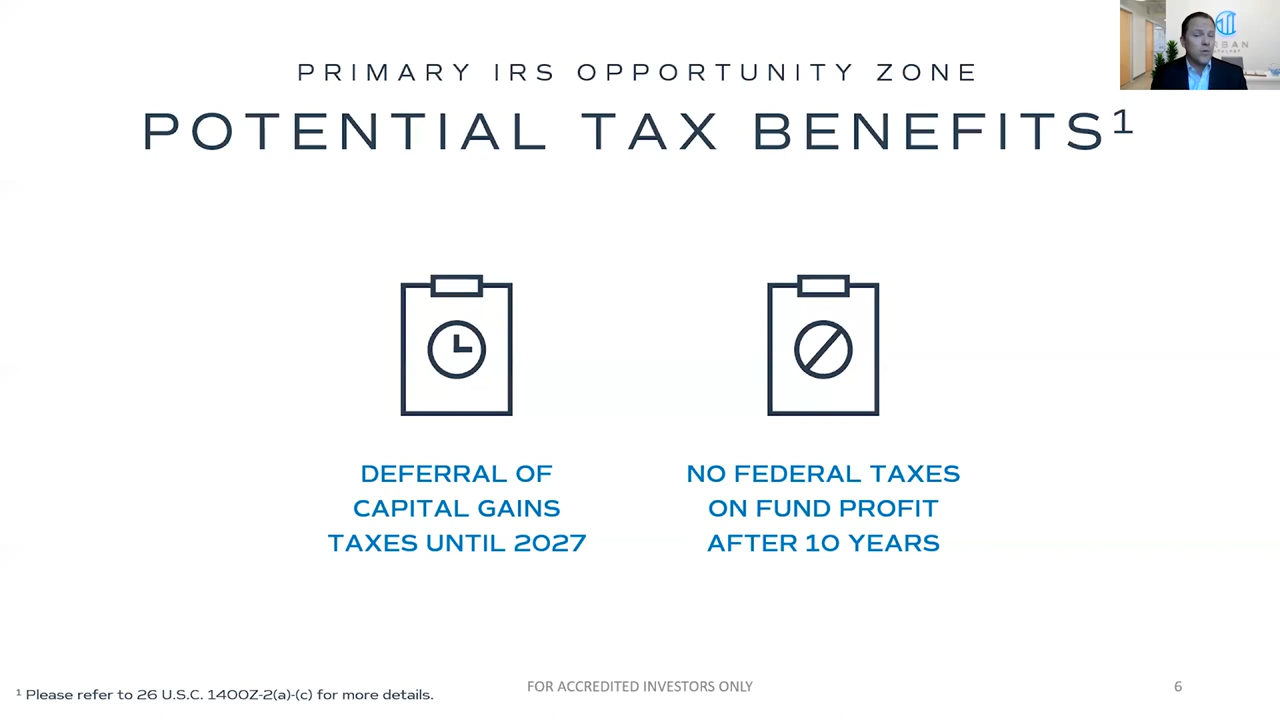 PRIMARY IRS OPPORTUNITY ZONE
POTENTIAL TAX BENEFITS¹
DEFERRAL OF
CAPITAL GAINS
TAXES UNTIL 2027
NO FEDERAL TAXES
ON FUND PROFIT
AFTER 10 YEARS
¹ Please refer to 26 U.S.C. 1400Z-2(a)-(c) for more details.
FOR ACCREDITED INVESTORS ONLY
6